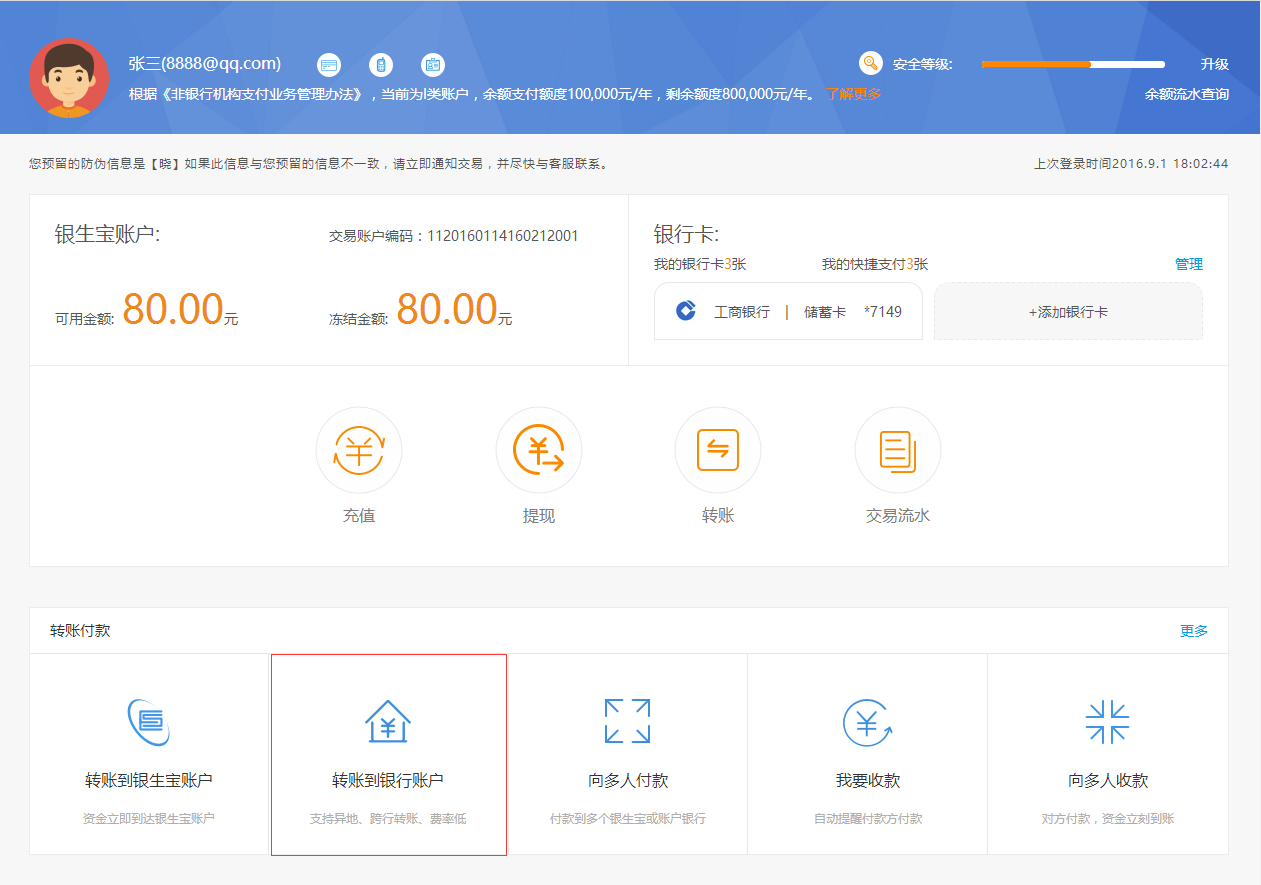 张三(8888@qq.com)
安全等级:
升级
根据《非银行机构支付业务管理办法》，当前为I类账户，余额支付额度100,000元/年，剩余额度800,000元/年。 了解更多
余额流水查询
您预留的防伪信息是【晓】如果此信息与您预留的信息不一致，请立即通知交易，并尽快与客服联系。
上次登录时间2016.9.1 18:02:44
银生宝账户:
交易账户编码：1120160114160212001
可用金额: 80.00元
冻结金额: 80.00元
银行卡:
我的银行卡3张
我的快捷支付3张
管理
工商银行 | 储蓄卡 *7149
+添加银行卡
充值
提现
转账
交易流水
转账付款
更多
转账到银生宝账户
资金立即到达银生宝账户
转账到银行账户
支持异地、跨行转账、费率低
向多人付款
付款到多个银生宝或账户银行
我要收款
自动提醒付款方付款
向多人收款
对方付款，资金立刻到账